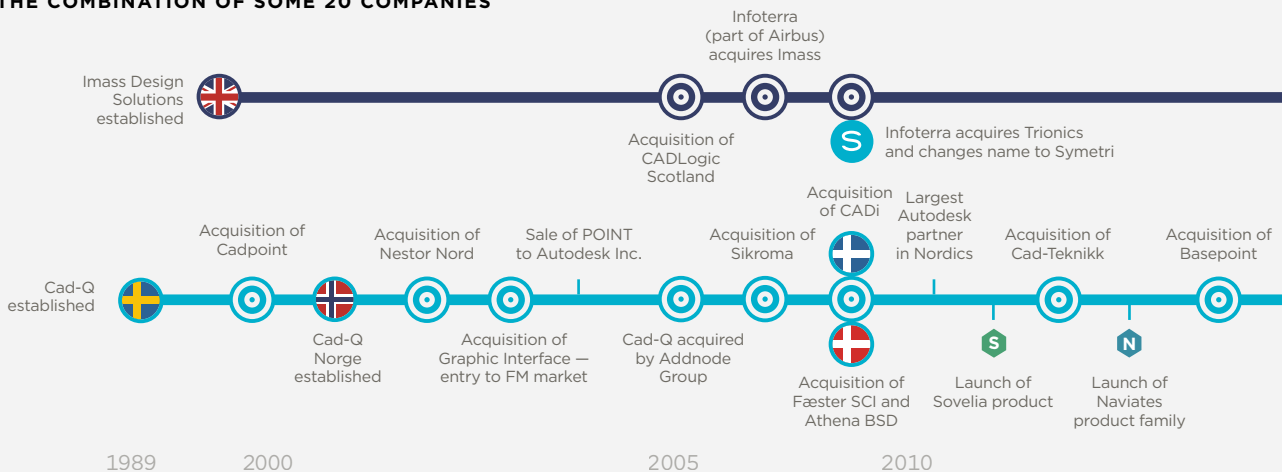 THE COMBINATION OF SOME 20 COMPANIES
Imass Design
Solutions
established
Infoterra
(part of Airbus)
acquires Imass
Acquisition of
CADLogic
Scotland
S
Infoterra acquires Trionics
and changes name to Symetri
Cad-Q
established
Acquisition of
Cadpoint
Cad-Q
Norge
established
Acquisition of
Nestor Nord
Acquisition of
Graphic Interface —
entry to FM market
Sale of POINT
to Autodesk Inc.
Cad-Q acquired
by Addnode
Group
Acquisition of
Sikroma
Acquisition
of CADi
Acquisition of
Fæster SCI and
Athena BSD
Largest
Autodesk
partner
in Nordics
S
Launch of
Sovelia product
Acquisition of
Cad-Teknikk
N
Launch of
Naviates
product family
Acquisition of
Basepoint
1989
2000
2005
2010